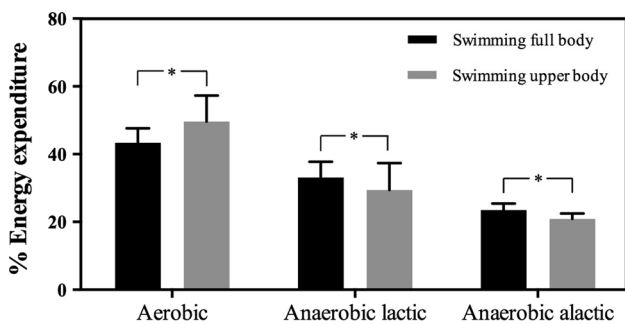 % Energy expenditure
80
60
40
20
0
Swimming full body
Swimming upper body
*
*
*
Aerobic
Anaerobic lactic
Anaerobic alactic